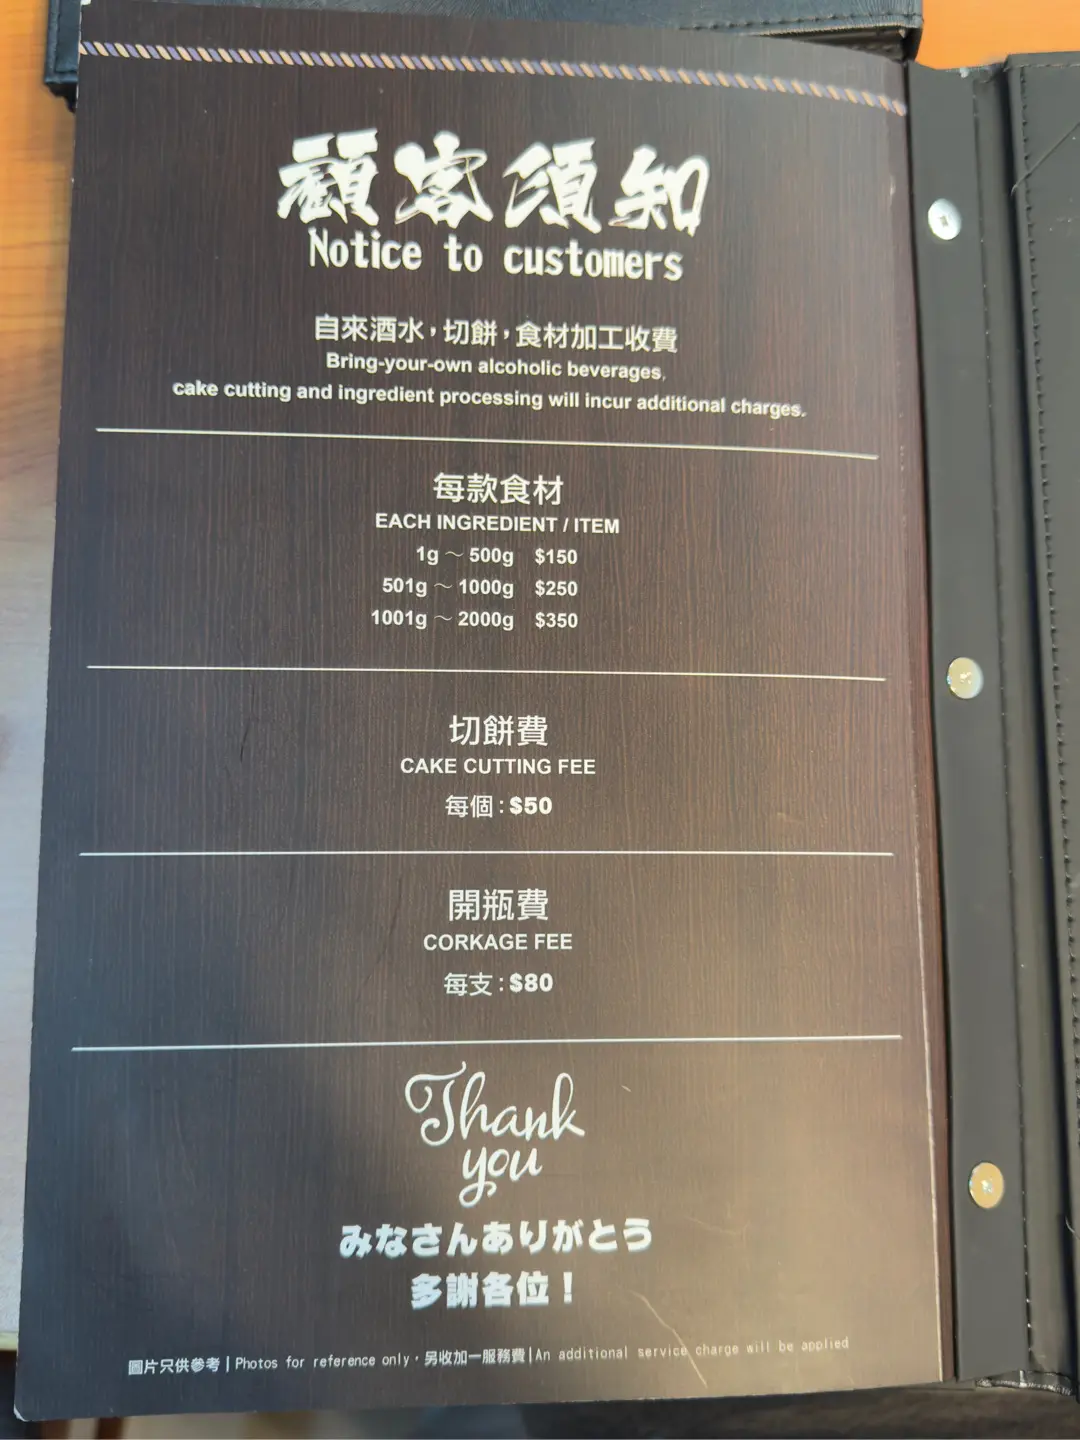 顧客須知
Notice to customers
自來酒水,切餅,食材加工收費
Bring-your-own alcoholic beverages,
cake cutting and ingredient processing will incur additional charges.
每款食材
EACH INGREDIENT / ITEM
1g ~ 500g $150
501g ~ 1000g $250
1001g ~ 2000g $350
切餅費
CAKE CUTTING FEE
每個:$50
開瓶費
CORKAGE FEE
每支:$80
Thank
you
みなさんありがとう
多謝各位!
圖片只供參考|Photos for reference only,另收加一服務費|An additional service charge will be applied